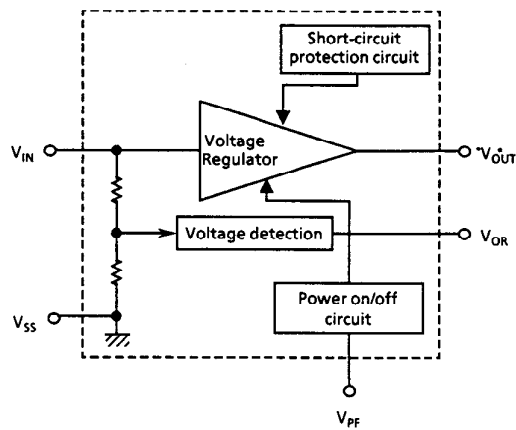 Short-circuit
protection circuit
Voltage
Regulator
VIN
*VOUT*
Voltage detection
VOR
Power on/off
circuit
VSS
VPF